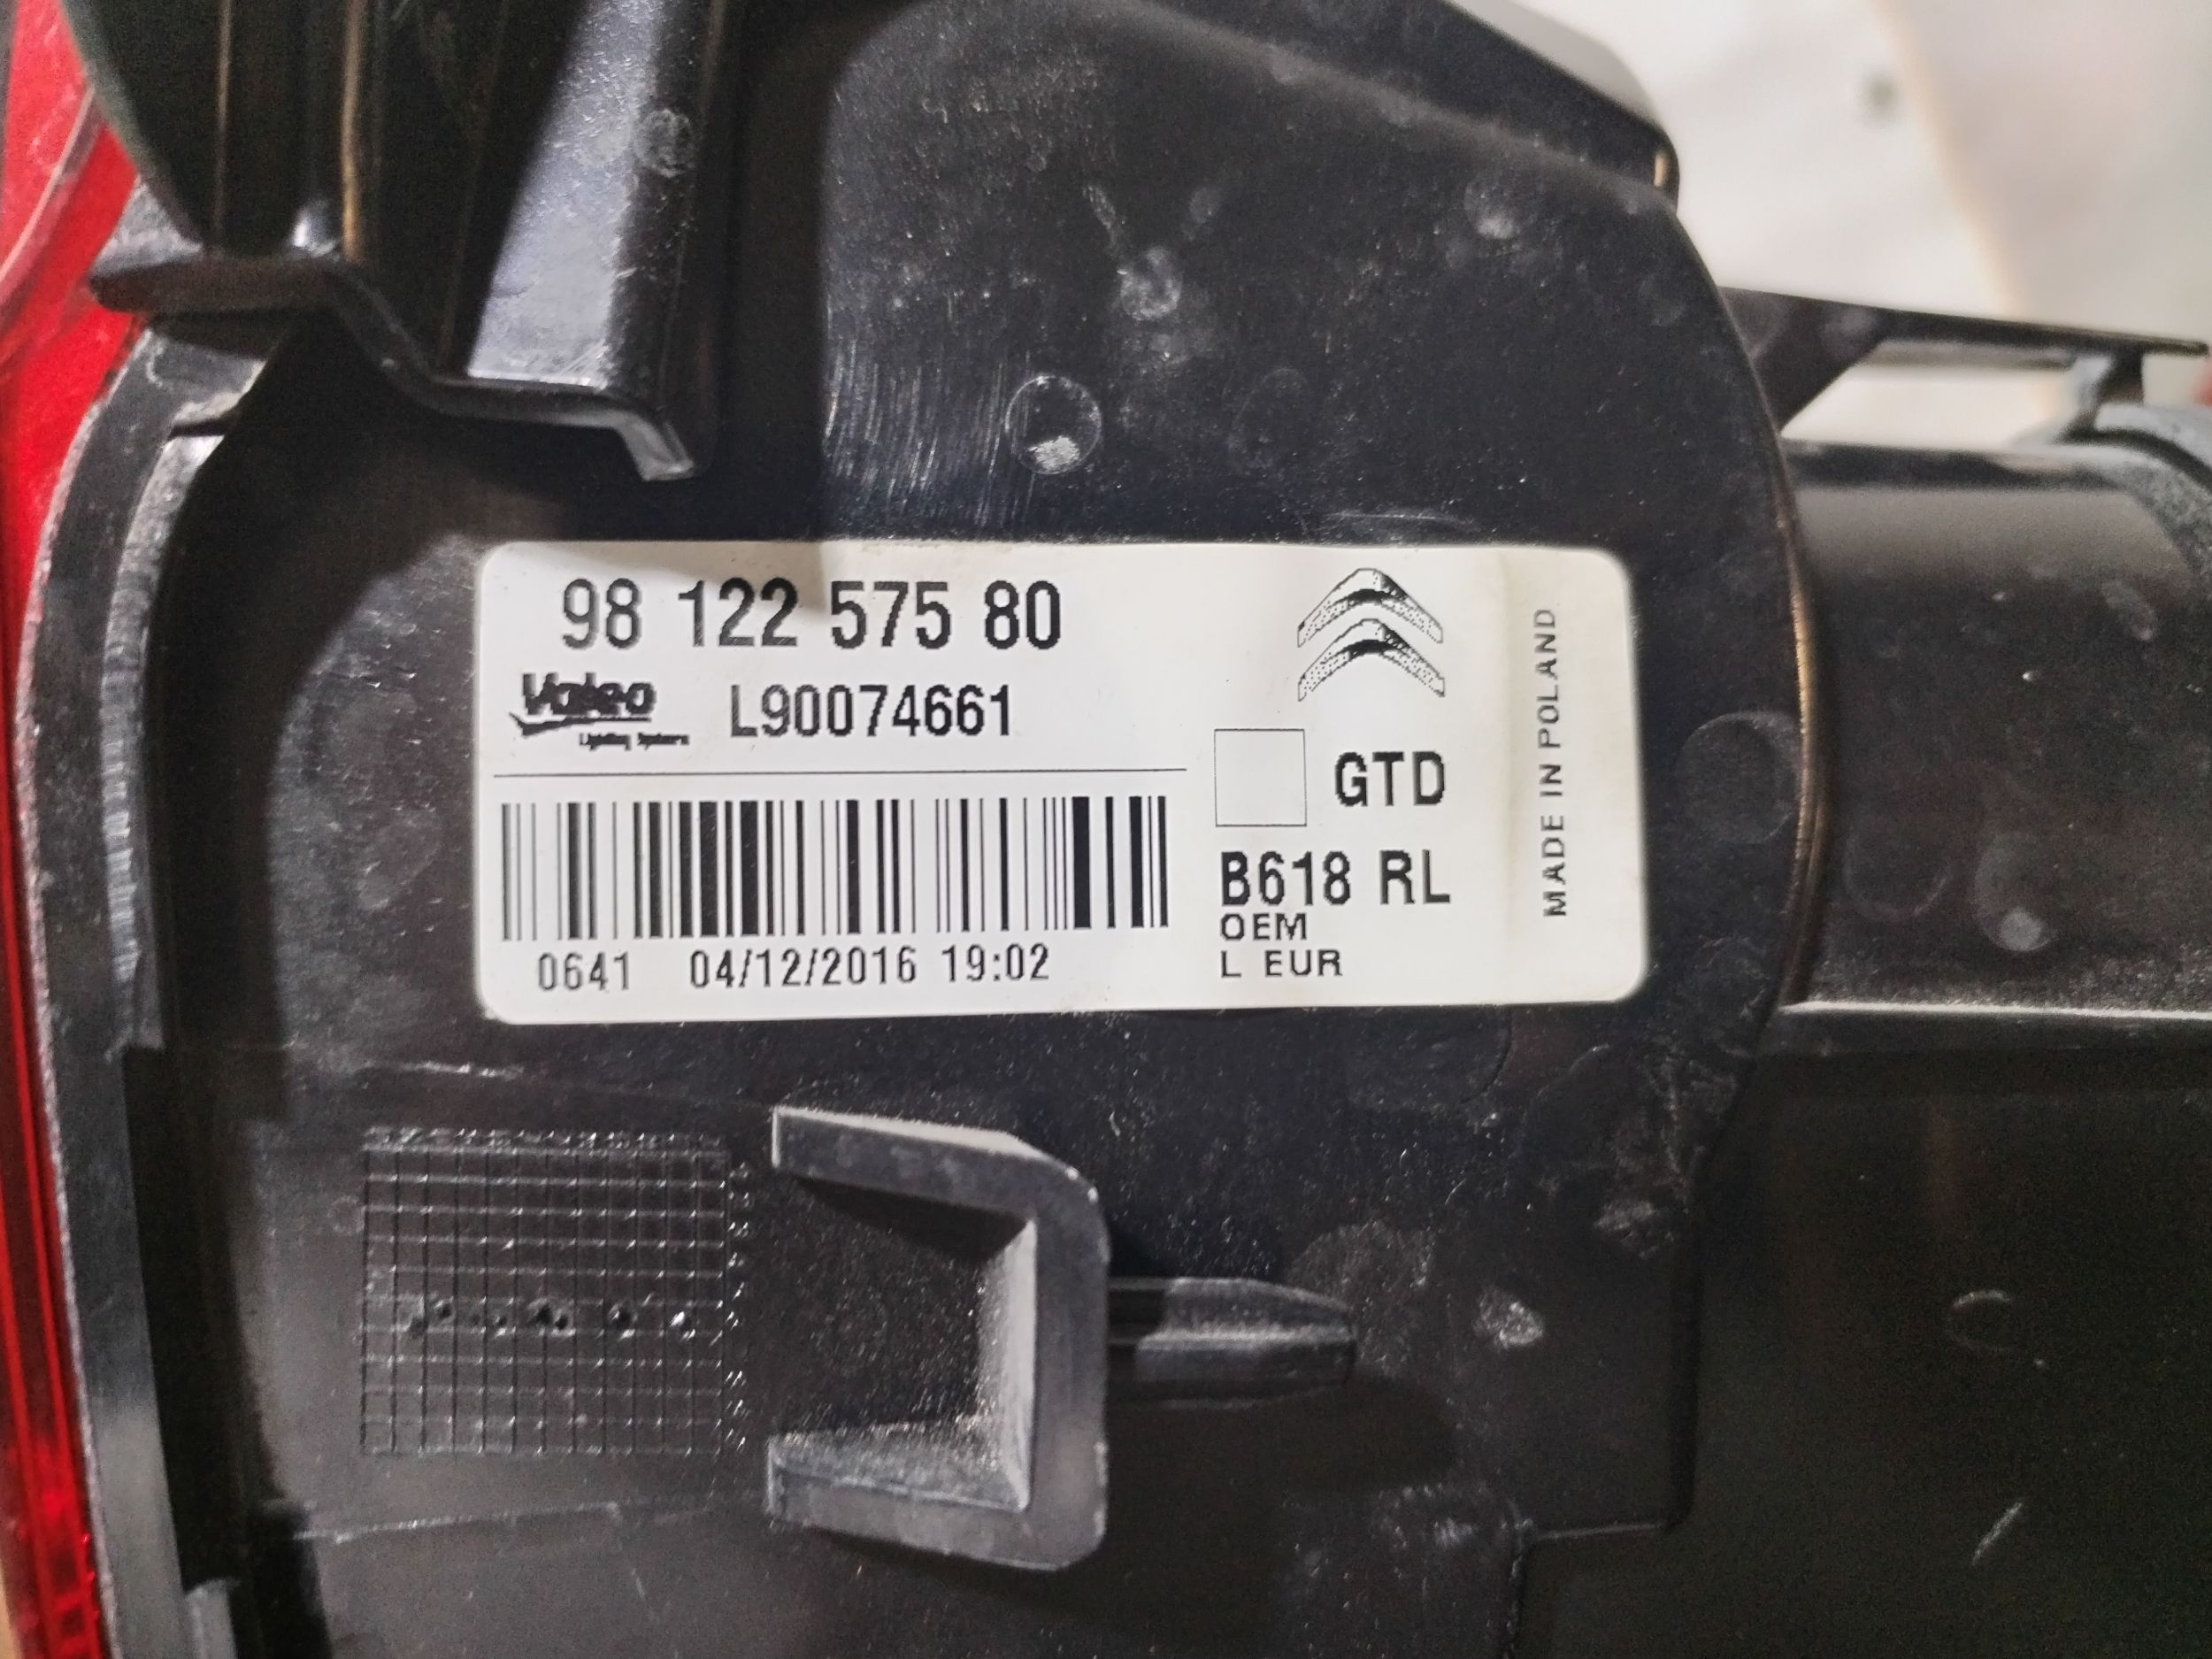 98 122 575 80
Valeo L90074661
Lighting Systems
GTD
B618 RL
OEM
L EUR
0641 04/12/2016 19:02
MADE IN POLAND